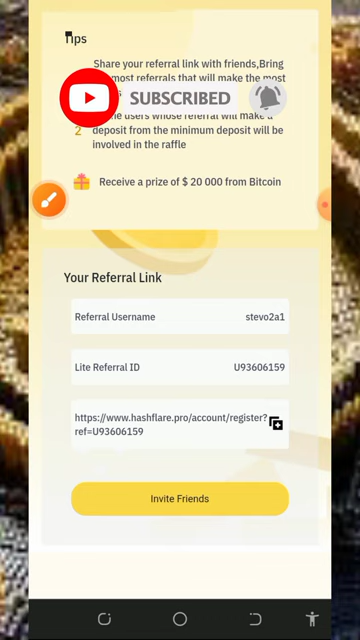 Tips
Share your referral link with friends,Bring
most referrals that will make the most
SUBSCRIBED
the users whose referral will make a
2 deposit from the minimum deposit will be
involved in the raffle
Receive a prize of $ 20 000 from Bitcoin
Your Referral Link
Referral Username stevo2a1
Lite Referral ID U93606159
https://www.hashflare.pro/account/register?
ref=U93606159
Invite Friends